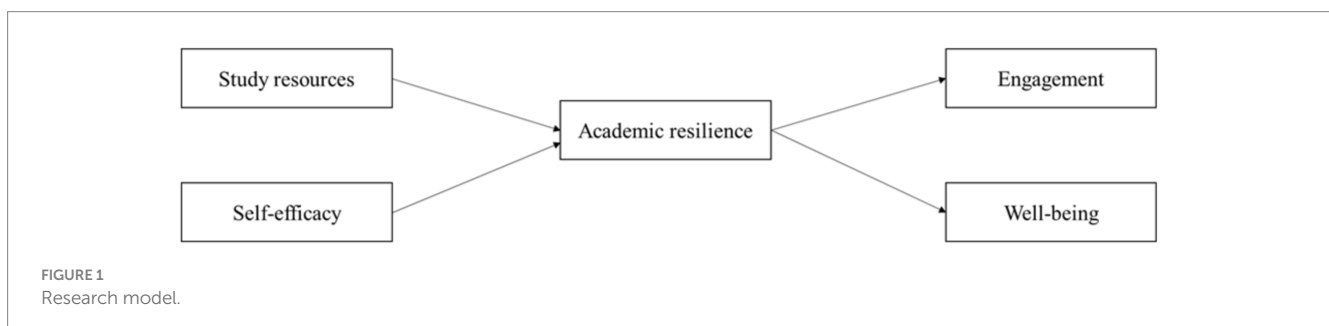 Study resources
Engagement
Academic resilience
Self-efficacy
Well-being
FIGURE 1
Research model.